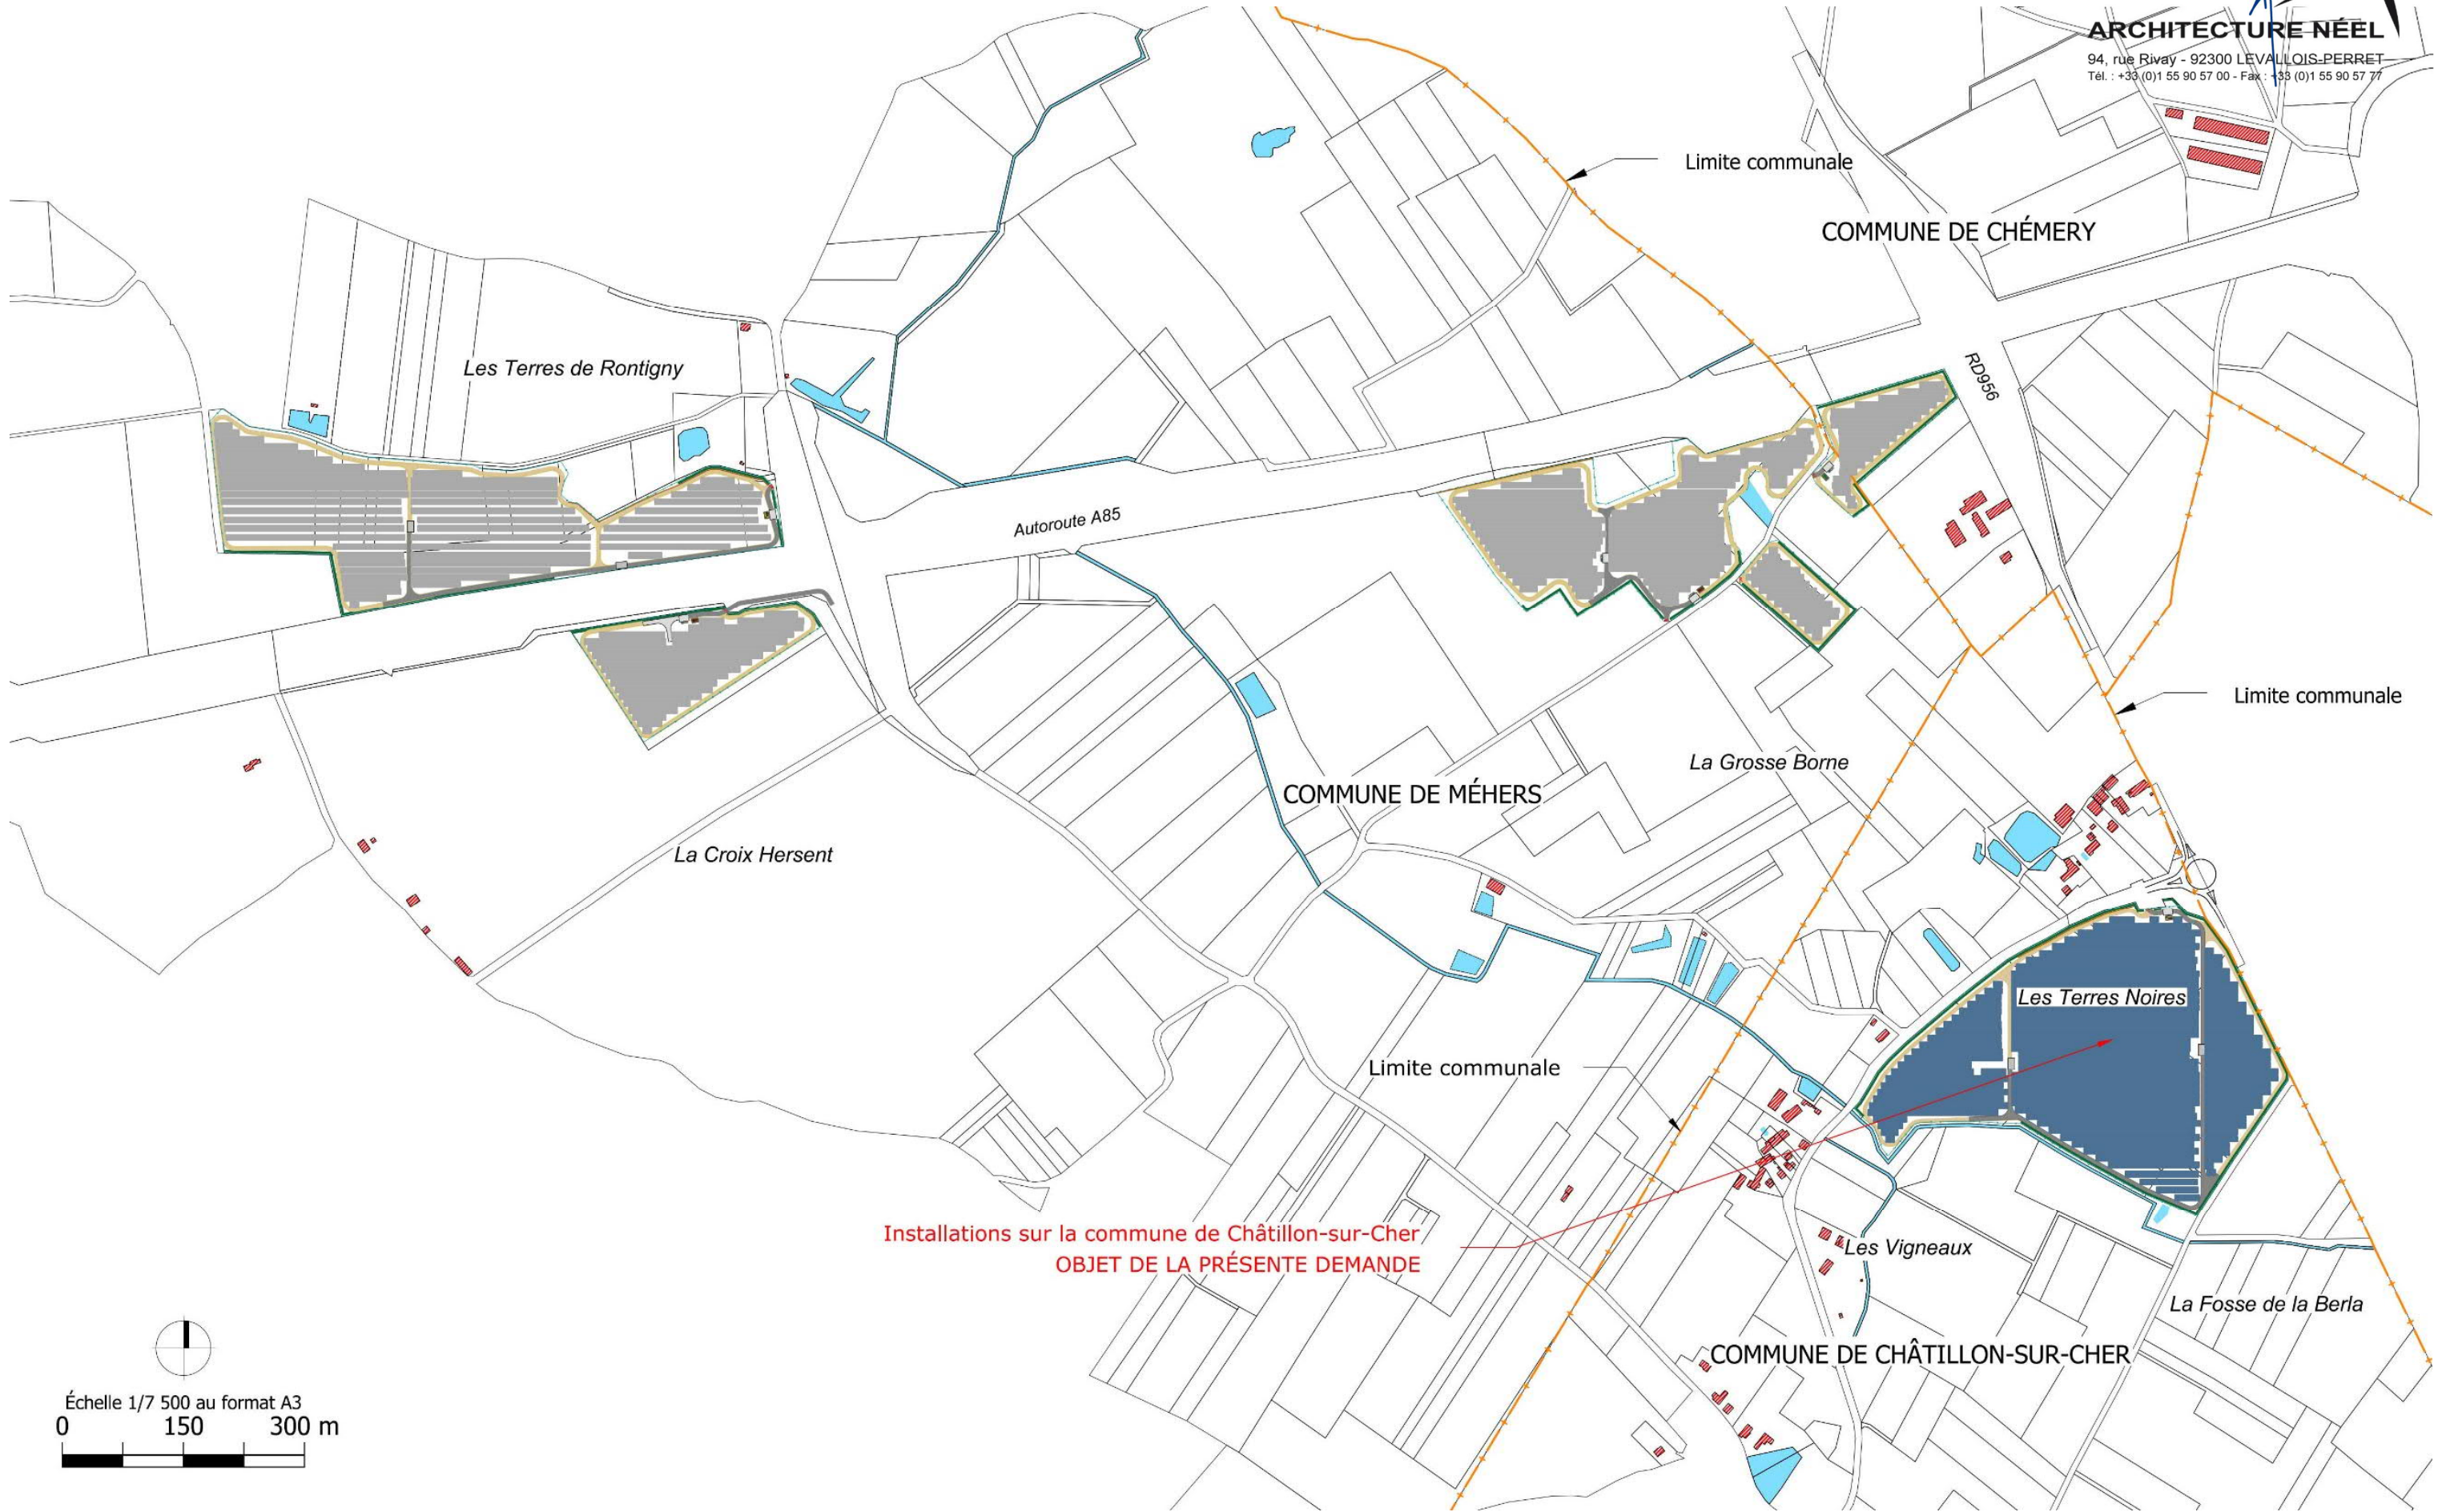 ARCHITECTURE NÉEL
94, rue Rivay - 92300 LEVALLOIS-PERRET
Tél. : +33 (0)1 55 90 57 00 - Fax : +33 (0)1 55 90 57 77
Limite communale
COMMUNE DE CHÉMERY
RD956
Les Terres de Rontigny
Autoroute A85
Limite communale
La Grosse Borne
COMMUNE DE MÉHERS
La Croix Hersent
Les Terres Noires
Limite communale
Installations sur la commune de Châtillon-sur-Cher
OBJET DE LA PRÉSENTE DEMANDE
Les Vigneaux
La Fosse de la Berla
COMMUNE DE CHÂTILLON-SUR-CHER
Échelle 1/7 500 au format A3
0 150 300 m